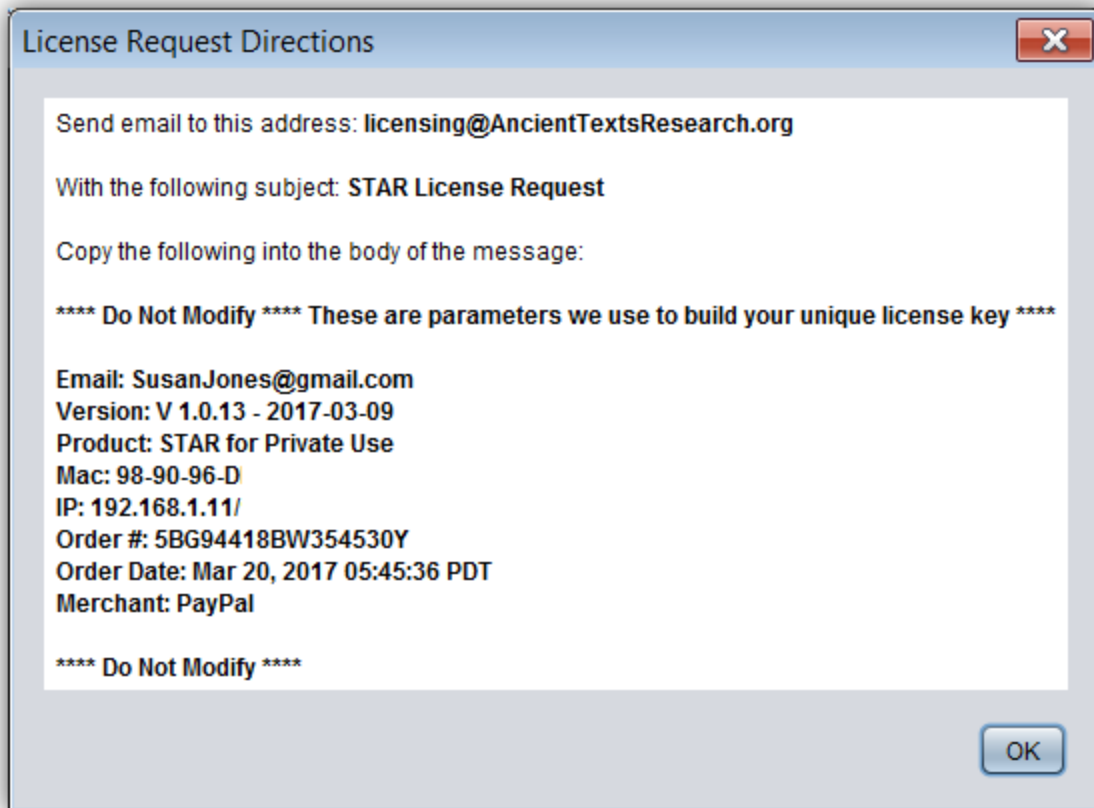 License Request Directions
Send email to this address: licensing@AncientTextsResearch.org
With the following subject: STAR License Request
Copy the following into the body of the message:
**** Do Not Modify **** These are parameters we use to build your unique license key ****
Email: SusanJones@gmail.com
Version: V 1.0.13 - 2017-03-09
Product: STAR for Private Use
Mac: 98-90-96-D
IP: 192.168.1.11/
Order #: 5BG94418BW354530Y
Order Date: Mar 20, 2017 05:45:36 PDT
Merchant: PayPal
**** Do Not Modify ****
OK